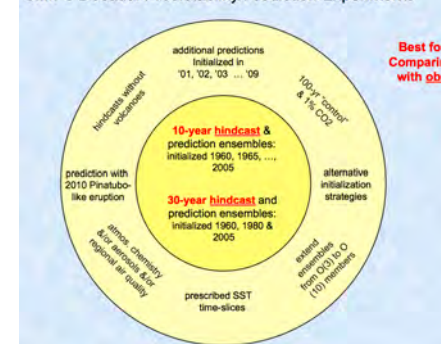 additional predictions
Initialized in
'01, '02, '03 ... '09
hindcasts without
volcanoes
100-yr "control"
& 1% CO2
Best fo
Comparin
with ob
10-year hindcast &
prediction ensembles:
initialized 1960, 1965, ...,
2005
prediction with
2010 Pinatubo-
like eruption
alternative
initialization
strategies
30-year hindcast and
prediction ensembles:
initialized 1960, 1980 &
2005
atmos. chemistry
&/or aerosols &/or
regional air quality
extend
ensembles
from O(3) to O
(10) members
prescribed SST
time-slices